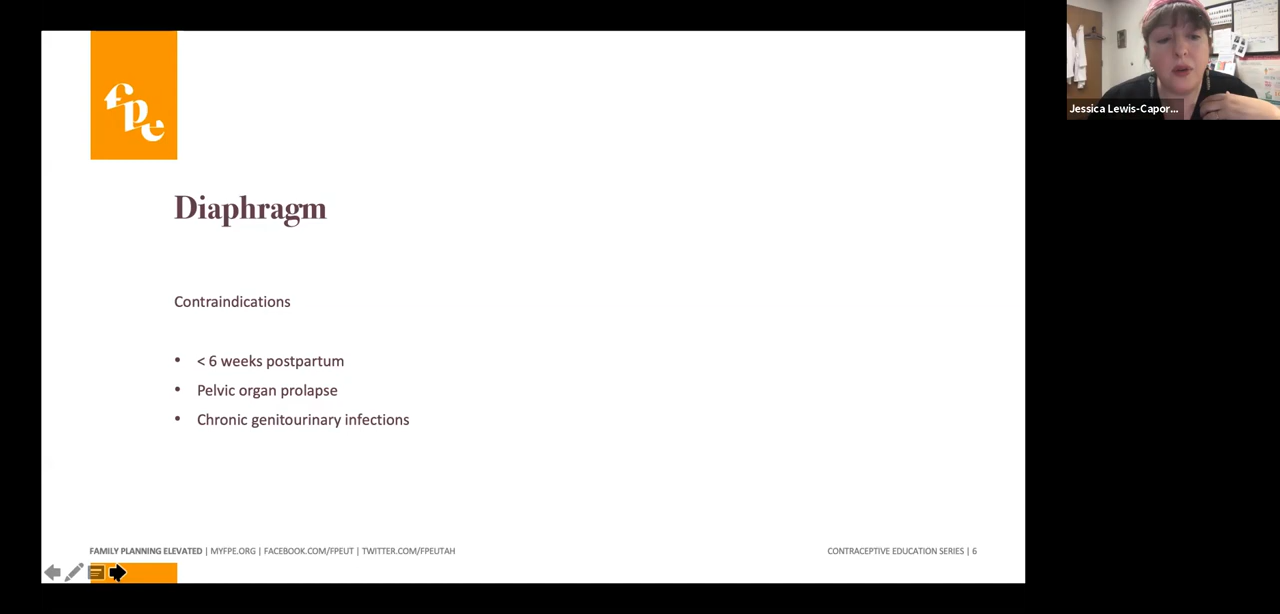 fpe
Jessica Lewis-Capor...
Diaphragm
Contraindications
• < 6 weeks postpartum
• Pelvic organ prolapse
• Chronic genitourinary infections
FAMILY PLANNING ELEVATED | MYFPE.ORG | FACEBOOK.COM/FPEUT | TWITTER.COM/FPEUTAH
CONTRACEPTIVE EDUCATION SERIES | 6